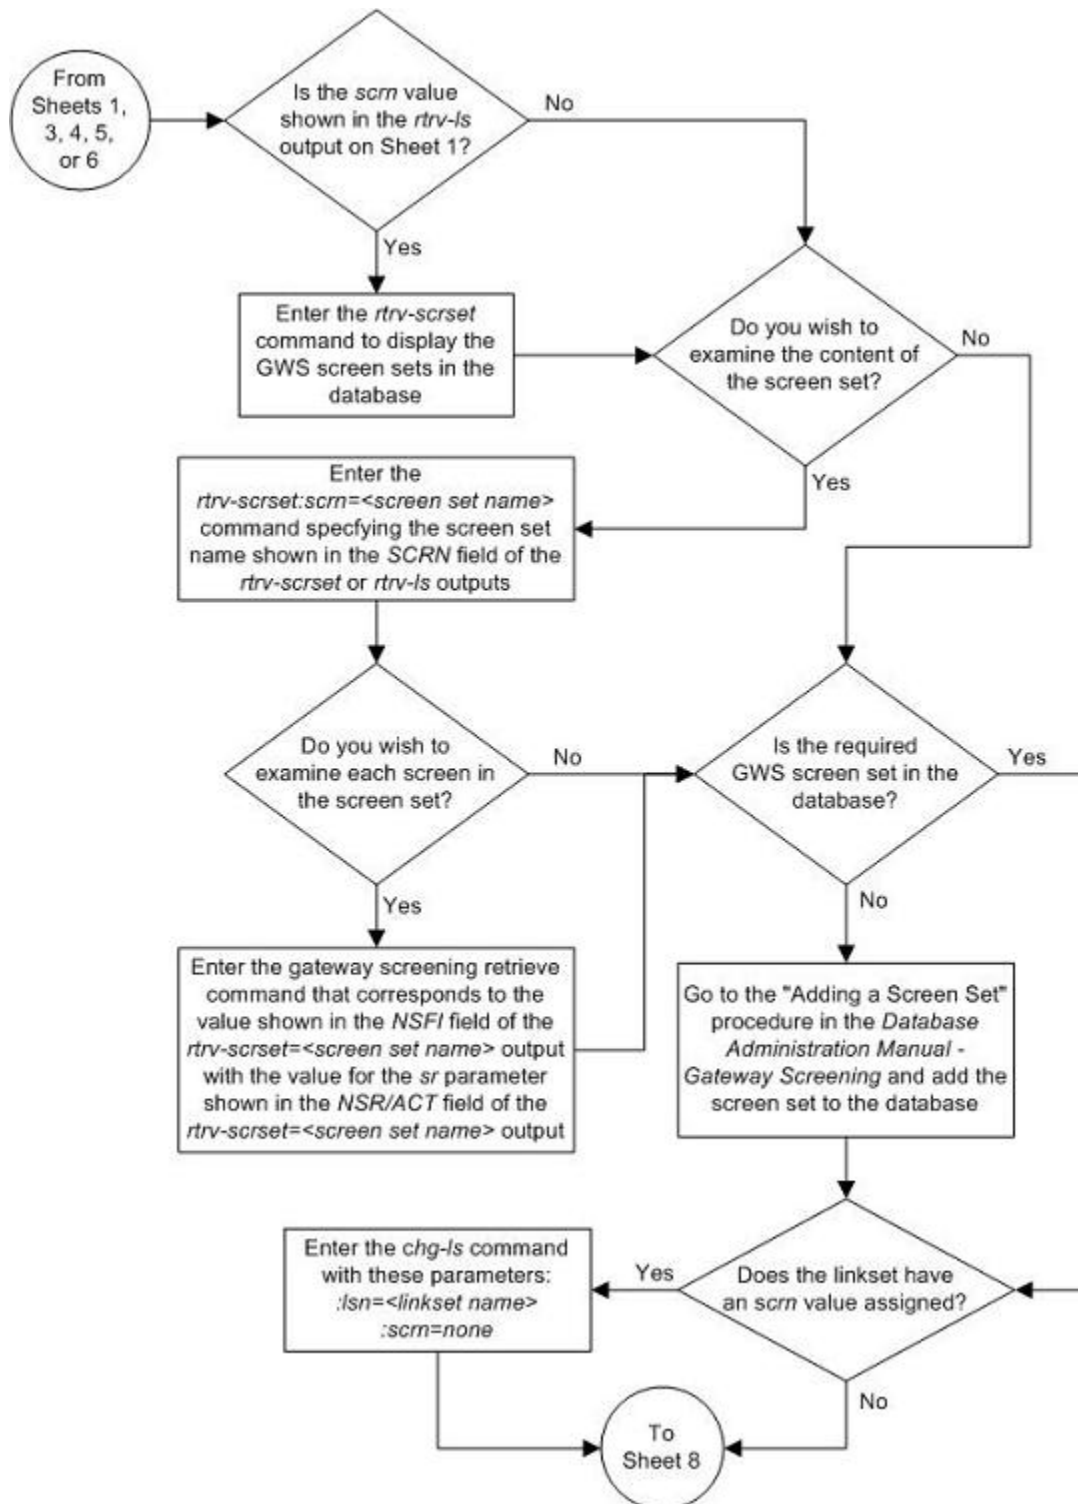 From
Sheets 1,
3, 4, 5,
or 6
Is the scrn value
shown in the rtrv-ls
output on Sheet 1?
No
Yes
Enter the rtrv-scrset
command to display the
GWS screen sets in the
database
Do you wish to
examine the content of
the screen set?
No
Yes
Enter the
rtrv-scrset:scrn=<screen set name>
command specfying the screen set
name shown in the SCRN field of the
rtrv-scrset or rtrv-ls outputs
Do you wish to
examine each screen in
the screen set?
No
Yes
Is the required
GWS screen set in the
database?
Yes
No
Enter the gateway screening retrieve
command that corresponds to the
value shown in the NSFI field of the
rtrv-scrset=<screen set name> output
with the value for the sr parameter
shown in the NSR/ACT field of the
rtrv-scrset=<screen set name> output
Go to the "Adding a Screen Set"
procedure in the Database
Administration Manual -
Gateway Screening and add the
screen set to the database
Enter the chg-ls command
with these parameters:
:lsn=<linkset name>
:scrn=none
Yes
Does the linkset have
an scrn value assigned?
No
To
Sheet 8